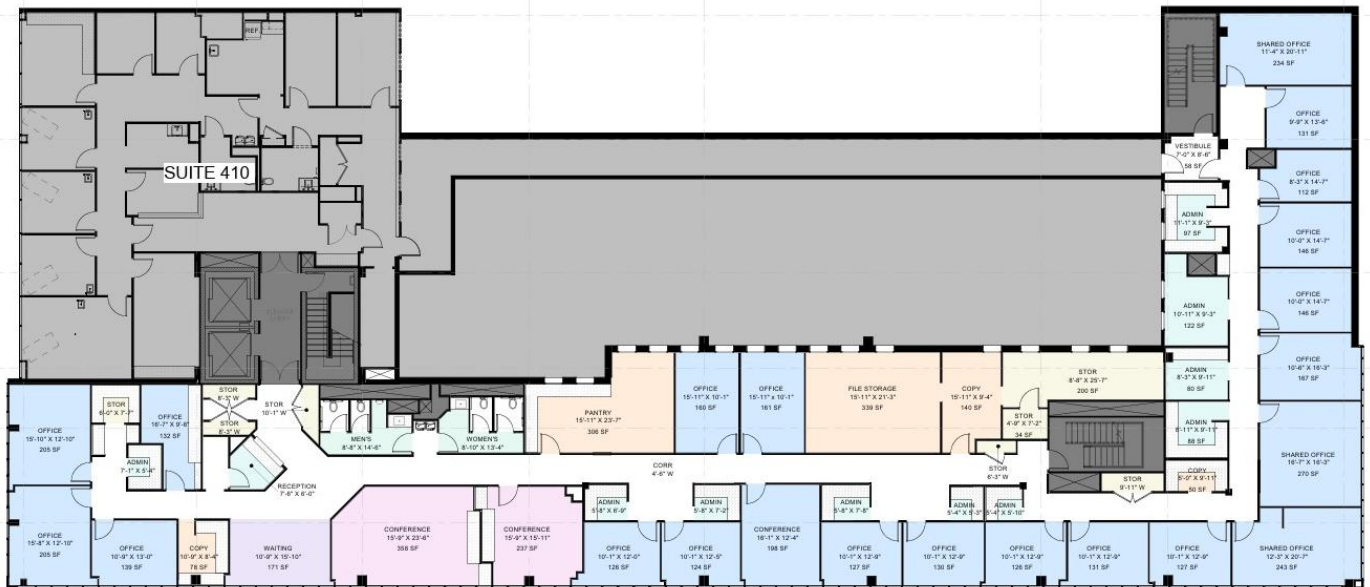 REF.
SUITE 410
SHARED OFFICE
11'-4" X 20'-11"
234 SF
OFFICE
9'-9" X 13'-6"
131 SF
VESTIBULE
7'-0" X 8'-6"
58 SF
OFFICE
8'-3" X 14'-7"
112 SF
ADMIN
11'-1" X 9'-3"
97 SF
OFFICE
10'-0" X 14'-7"
146 SF
ADMIN
10'-11" X 9'-3"
122 SF
OFFICE
10'-0" X 14'-7"
146 SF
ELEVATOR
LOBBY
ADMIN
8'-3" X 9'-11"
OFFICE
10'-6" X 16'-3"
167 SF
STOR
8'-8" X 25'-7"
200 SF
OFFICE
15'-11" X 10'-1"
160 SF
OFFICE
15'-11" x 10'-1"
161 SF
FILE STORAGE
15'-11" X 21'-3"
339 SF
COPY
15'-11" X 9'-4"
140 SF
PANTRY
15'-11" X 23'-7"
306 SF
STOR
4'-9" X 7'-2"
34 SF
ADMIN
8'-11" X 9'-11"
88 SF
STOR
6'-0" X 7'-7"
OFFICE
16'-7" X 9'-8"
132 SF
STOR
8'-3" W
STOR
8'-3" W
STOR
10'-1" W
MEN'S
8'-8" X 14'-6"
WOMEN'S
8'-10" X 13'-4"
OFFICE
15'-10" X 12'-10"
205 SF
ADMIN
7'-1" X 5'-4"
RECEPTION
7'-6" X 6'-0"
CORR
4'-6" W
STOR
6'-3" W
STOR
9'-11" W
COPY
5'-0" X 9'-11"
50 SF
SHARED OFFICE
16'-7" X 16'-3"
270 SF
ADMIN
5'-8" X 6'-9"
ADMIN
5'-8" X 7'-2"
ADMIN
5'-8" X 7'-8"
ADMIN
5'-4" X 5'-3"
ADMIN
5'-4" X 5'-10"
OFFICE
15'-8" X 12'-10"
205 SF
OFFICE
10'-9" X 13'-0"
139 SF
COPY
10'-9" X 8'-4"
78 SF
WAITING
10'-9" X 15'-10"
171 SF
CONFERENCE
15'-9" X 23'-6"
358 SF
CONFERENCE
15'-9" X 15'-11"
237 SF
OFFICE
10'-1" X 12'-0"
126 SF
OFFICE
10'-1" X 12'-5"
124 SF
CONFERENCE
16'-11" X 12'-4"
198 SF
OFFICE
10'-1" X 12'-9"
127 SF
OFFICE
10'-1" X 12'-9"
130 SF
OFFICE
10'-1" X 12'-9"
126 SF
OFFICE
10'-1" X 12'-9"
131 SF
OFFICE
10'-1" X 12'-9"
127 SF
SHARED OFFICE
12'-3" X 20'-7"
243 SF